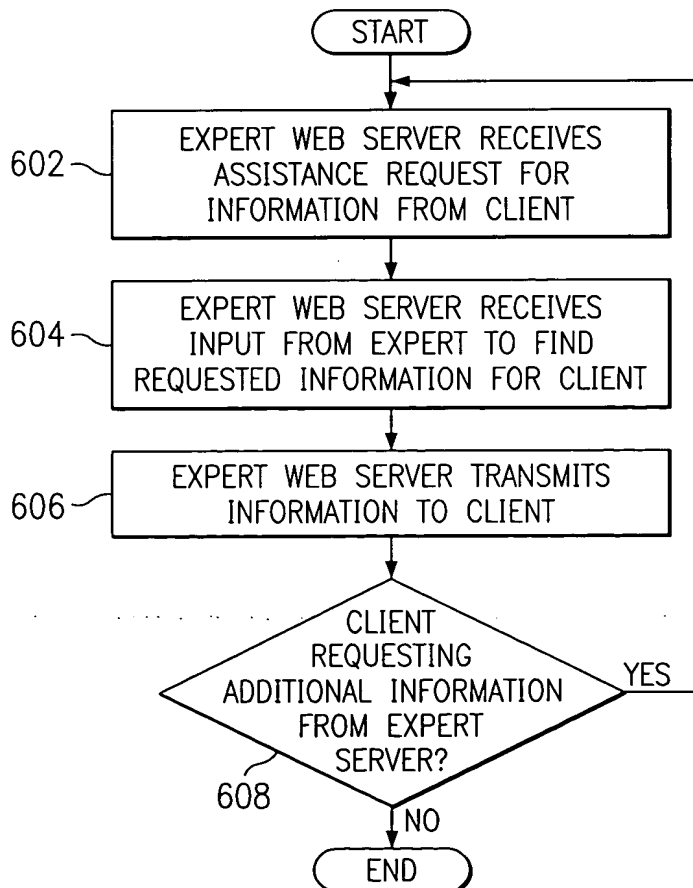 START
602
EXPERT WEB SERVER RECEIVES
ASSISTANCE REQUEST FOR
INFORMATION FROM CLIENT
604
EXPERT WEB SERVER RECEIVES
INPUT FROM EXPERT TO FIND
REQUESTED INFORMATION FOR CLIENT
606
EXPERT WEB SERVER TRANSMITS
INFORMATION TO CLIENT
CLIENT
REQUESTING
ADDITIONAL INFORMATION
FROM EXPERT
SERVER?
YES
608
NO
END